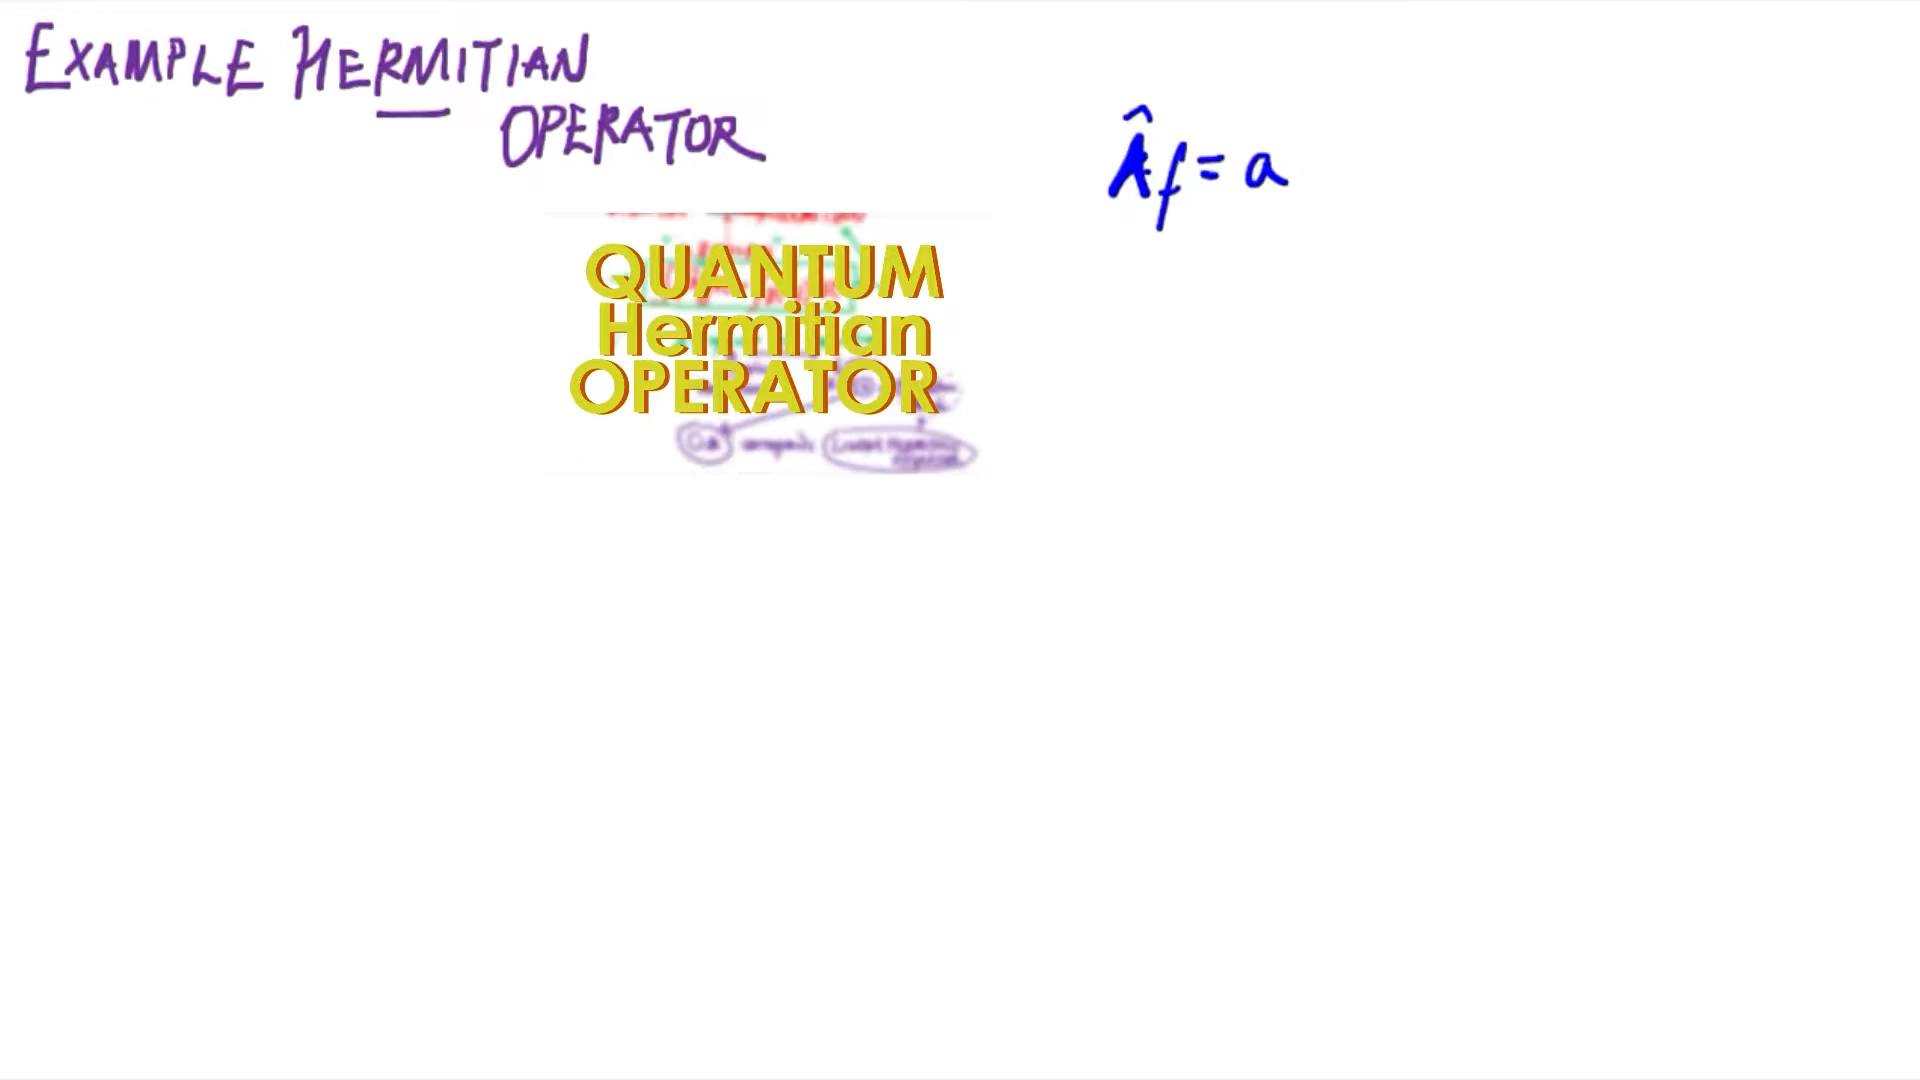 EXAMPLE HERMITIAN
OPERATOR
Âf = a
QUANTUM
Hermitian
OPERATOR